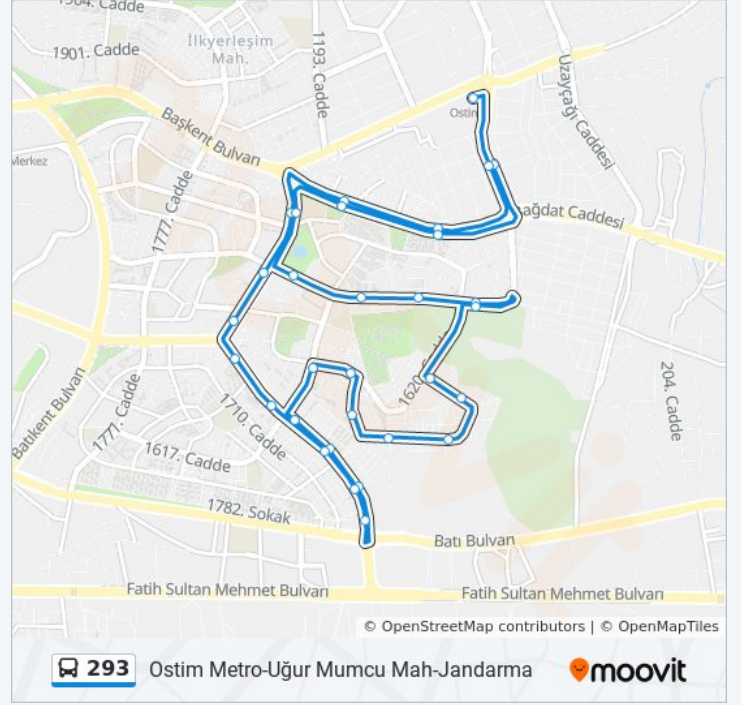 1904. Cadde
1901. Cadde
İlkyerleşim
Mah.
1193. Cadde
Uzayçağı Caddesi
Ostim
Başkent Bulvarı
Merkez
1777. Cadde
Bağdat Caddesi
1620. Cadde
204. Cadde
Batıkent Bulvarı
1771. Cadde
1710. Cadde
1617. Cadde
1782. Sokak
Batı Bulvarı
Fatih Sultan Mehmet Bulvarı
Fatih Sultan Mehmet Bulvarı
© OpenStreetMap contributors | © OpenMapTiles
293 Ostim Metro-Uğur Mumcu Mah-Jandarma moovit